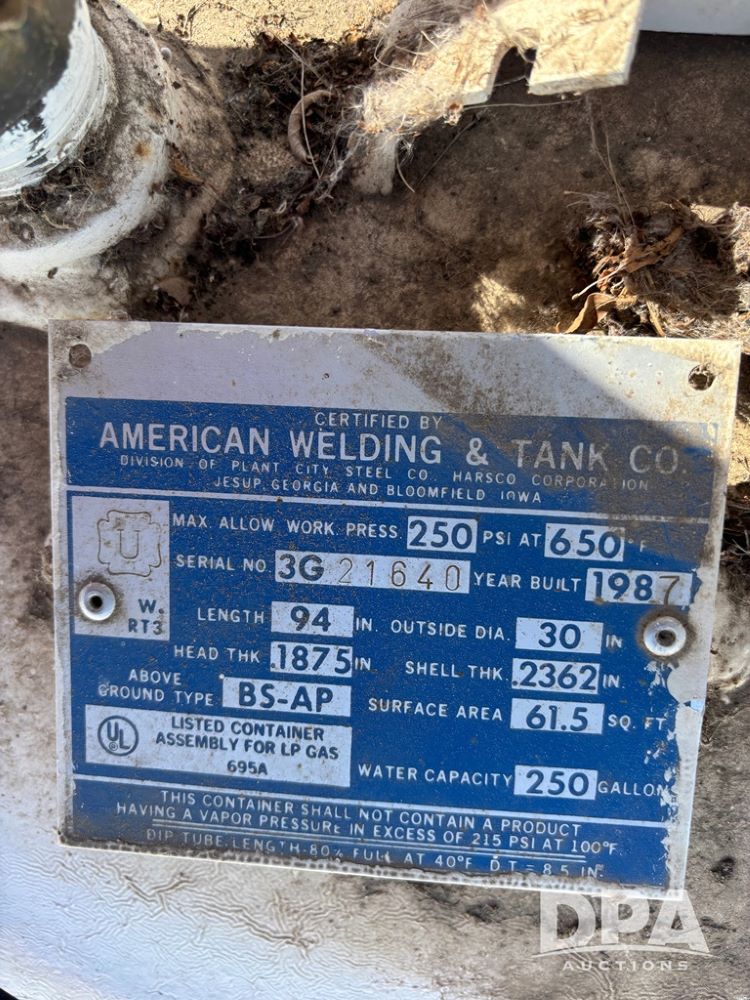 CERTIFIED BY
AMERICAN WELDING & TANK CO.
DIVISION OF PLANT CITY STEEL CO. HARSCO CORPORATION
JESUP, GEORGIA AND BLOOMFIELD IOWA
U
W.
RT3
MAX. ALLOW WORK. PRESS. 250 PSI AT 650 F
SERIAL NO. 3G 21640 YEAR BUILT 1987
LENGTH 94 IN. OUTSIDE DIA. 30 IN
HEAD THK .1875 IN. SHELL THK. .2362 IN
ABOVE
GROUND TYPE BS-AP SURFACE AREA 61.5 SQ. FT
UL LISTED CONTAINER
ASSEMBLY FOR LP GAS
695A
WATER CAPACITY 250 GALLONS
THIS CONTAINER SHALL NOT CONTAIN A PRODUCT
HAVING A VAPOR PRESSURE IN EXCESS OF 215 PSI AT 100°F
DIP TUBE LENGTH-80% FULL AT 40°F D T = 8.5 IN.
DPA
AUCTIONS